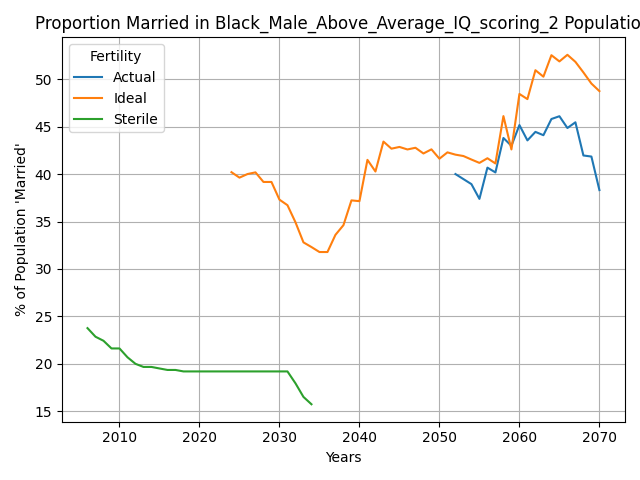 Proportion Married in Black_Male_Above_Average_IQ_scoring_2 Populatio
Fertility
Actual
Ideal
Sterile
% of Population 'Married'
50
45
40
35
30
25
20
15
2010 2020 2030 2040 2050 2060 2070
Years